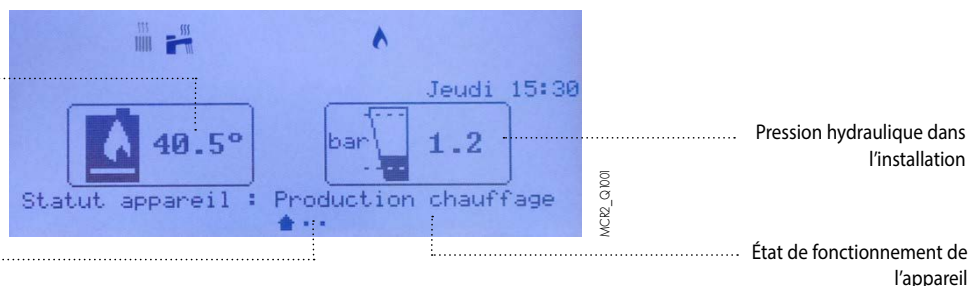 Jeudi 15:30
40.5°
bar 1.2
Statut appareil : Production chauffage
Pression hydraulique dans
l'installation
MCR2_Q1001
État de fonctionnement de
l'appareil